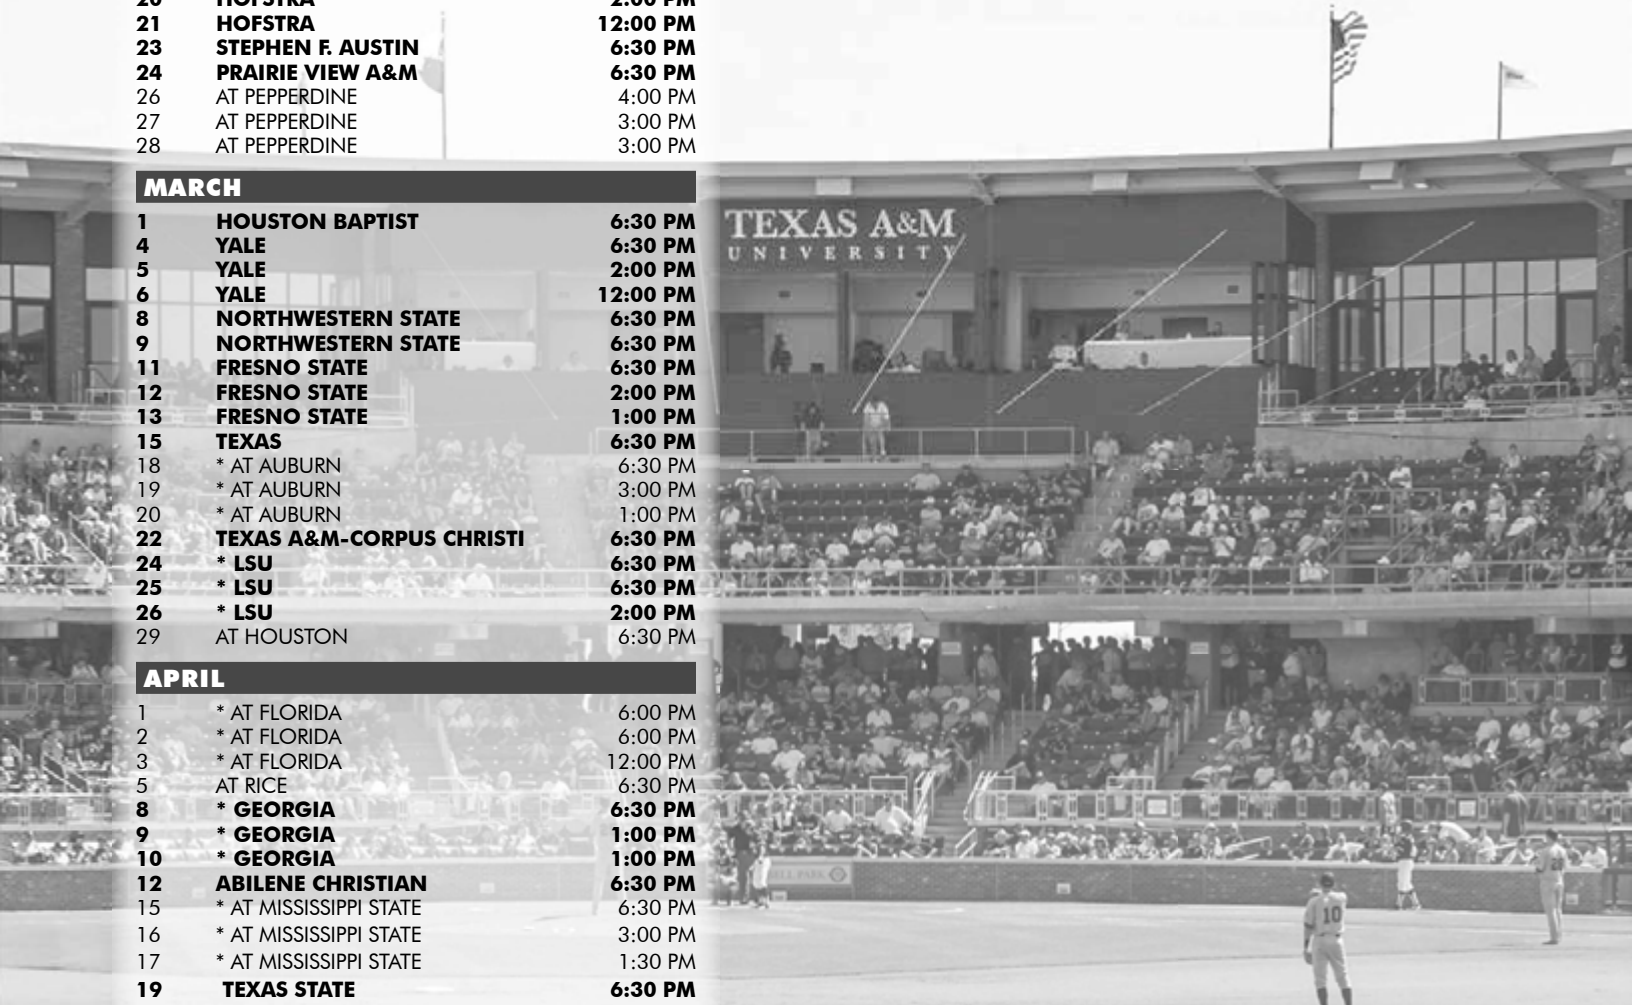 20 HOFSTRA 2:00 PM
21 HOFSTRA 12:00 PM
23 STEPHEN F. AUSTIN 6:30 PM
24 PRAIRIE VIEW A&M 6:30 PM
26 AT PEPPERDINE 4:00 PM
27 AT PEPPERDINE 3:00 PM
28 AT PEPPERDINE 3:00 PM
MARCH
1 HOUSTON BAPTIST 6:30 PM
4 YALE 6:30 PM
5 YALE 2:00 PM
6 YALE 12:00 PM
8 NORTHWESTERN STATE 6:30 PM
9 NORTHWESTERN STATE 6:30 PM
11 FRESNO STATE 6:30 PM
12 FRESNO STATE 2:00 PM
13 FRESNO STATE 1:00 PM
15 TEXAS 6:30 PM
18 * AT AUBURN 6:30 PM
19 * AT AUBURN 3:00 PM
20 * AT AUBURN 1:00 PM
22 TEXAS A&M-CORPUS CHRISTI 6:30 PM
24 * LSU 6:30 PM
25 * LSU 6:30 PM
26 * LSU 2:00 PM
29 AT HOUSTON 6:30 PM
APRIL
1 * AT FLORIDA 6:00 PM
2 * AT FLORIDA 6:00 PM
3 * AT FLORIDA 12:00 PM
5 AT RICE 6:30 PM
8 * GEORGIA 6:30 PM
9 * GEORGIA 1:00 PM
10 * GEORGIA 1:00 PM
12 ABILENE CHRISTIAN 6:30 PM
15 * AT MISSISSIPPI STATE 6:30 PM
16 * AT MISSISSIPPI STATE 3:00 PM
17 * AT MISSISSIPPI STATE 1:30 PM
19 TEXAS STATE 6:30 PM
TEXAS A&M
UNIVERSITY
PARK
10